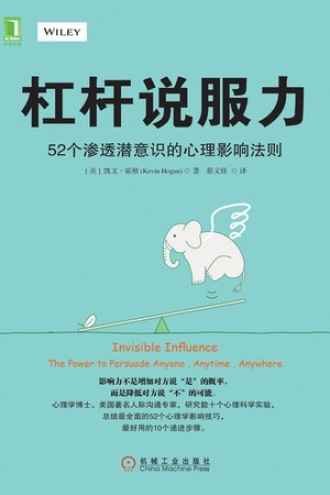 WILEY
杠杆说服力
52个渗透潜意识的心理影响法则
[美] 凯文·霍根 (Kevin Hogan) ◎ 著 蔡文锋 ◎ 译
Invisible Influence
The Power to Persuade Anyone, Anytime, Anywhere
影响力不是增加对方说“是”的概率,
而是降低对方说“不”的可能。
心理学博士、美国著名人际沟通专家,研究数十个心理科学实验,
总结最全面的52个心理学影响技巧,
最好用的10个递进步骤。
机械工业出版社
China Machine Press